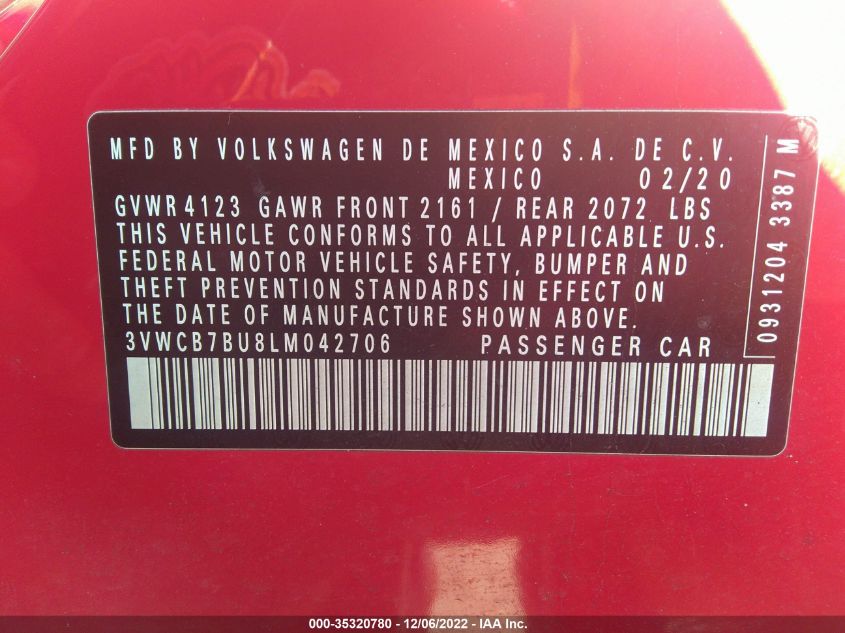 MFD BY VOLKSWAGEN DE MEXICO S.A. DE C.V.
MEXICO 02/20
GVWR 4123 GAWR FRONT 2161 / REAR 2072 LBS
THIS VEHICLE CONFORMS TO ALL APPLICABLE U.S.
FEDERAL MOTOR VEHICLE SAFETY, BUMPER AND
THEFT PREVENTION STANDARDS IN EFFECT ON
THE DATE OF MANUFACTURE SHOWN ABOVE.
3VWCB7BU8LM042706 PASSENGER CAR
0931204 3387 M
000-35320780 - 12/06/2022 - IAA Inc.